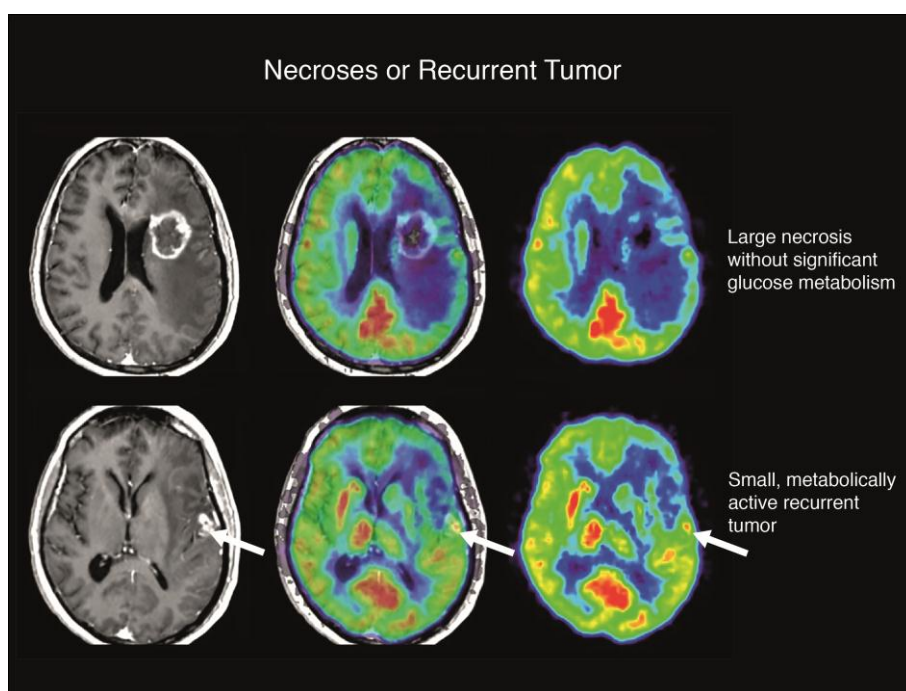 Necroses or Recurrent Tumor
Large necrosis
without significant
glucose metabolism
Small, metabolically
active recurrent
tumor